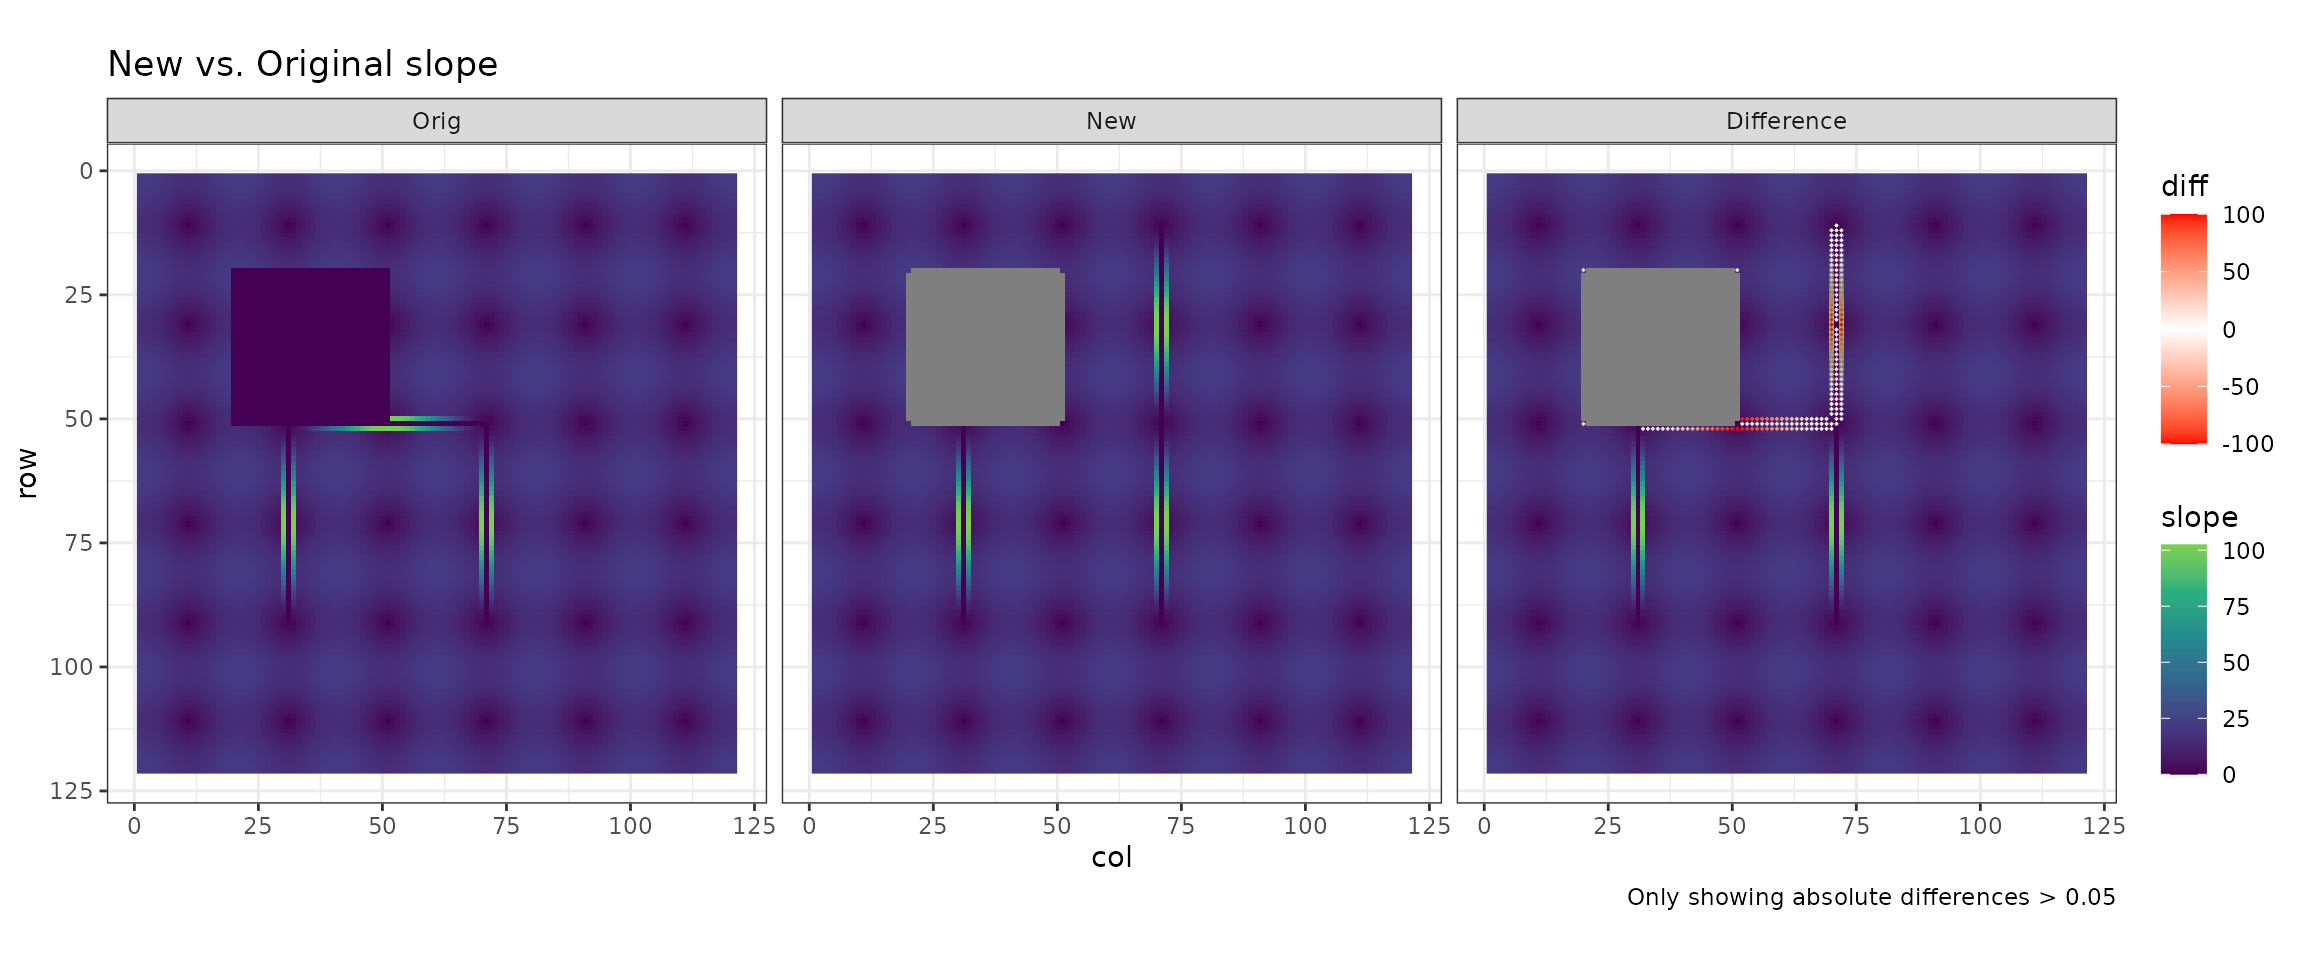 New vs. Original slope
Orig
New
Difference
row
0
25
50
75
100
125
0 25 50 75 100 125
0 25 50 75 100 125
0 25 50 75 100 125
col
diff
100
50
0
-50
-100
slope
100
75
50
25
0
Only showing absolute differences > 0.05